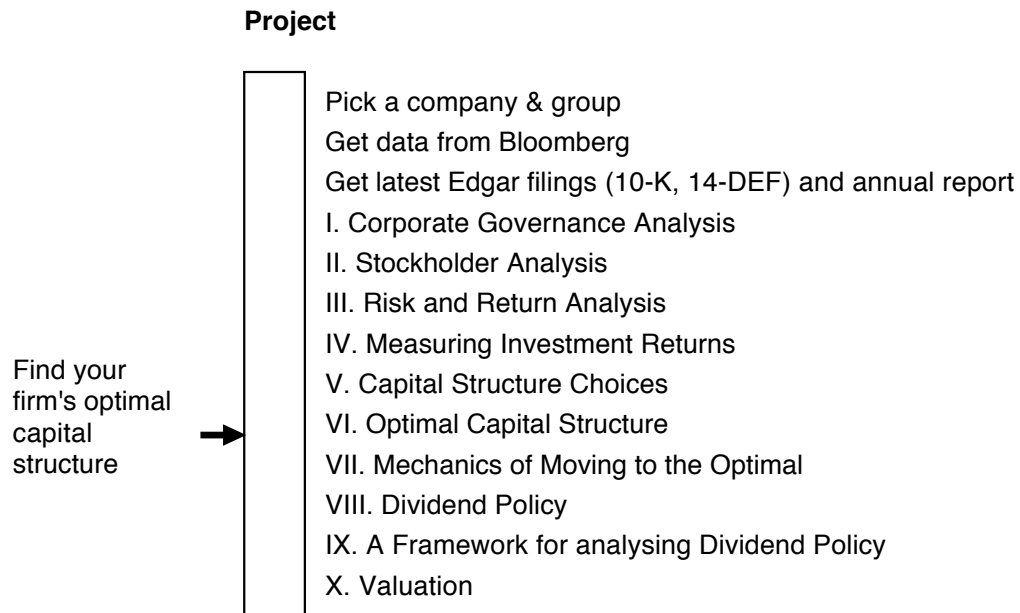 Project
Pick a company & group
Get data from Bloomberg
Get latest Edgar filings (10-K, 14-DEF) and annual report
I. Corporate Governance Analysis
II. Stockholder Analysis
III. Risk and Return Analysis
IV. Measuring Investment Returns
V. Capital Structure Choices
VI. Optimal Capital Structure
VII. Mechanics of Moving to the Optimal
VIII. Dividend Policy
IX. A Framework for analysing Dividend Policy
X. Valuation
Find your
firm's optimal
capital
structure